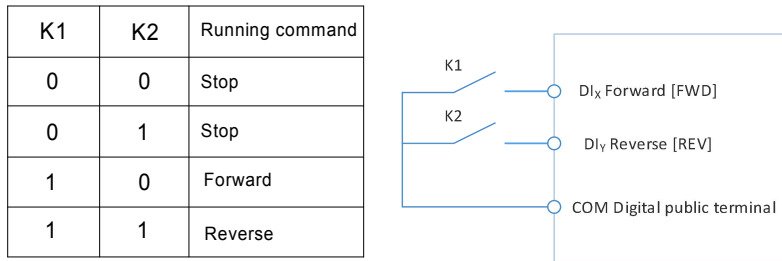 K1 K2 Running command
0 0 Stop
0 1 Stop
1 0 Forward
1 1 Reverse
K1
DIX Forward [FWD]
K2
DIY Reverse [REV]
COM Digital public terminal